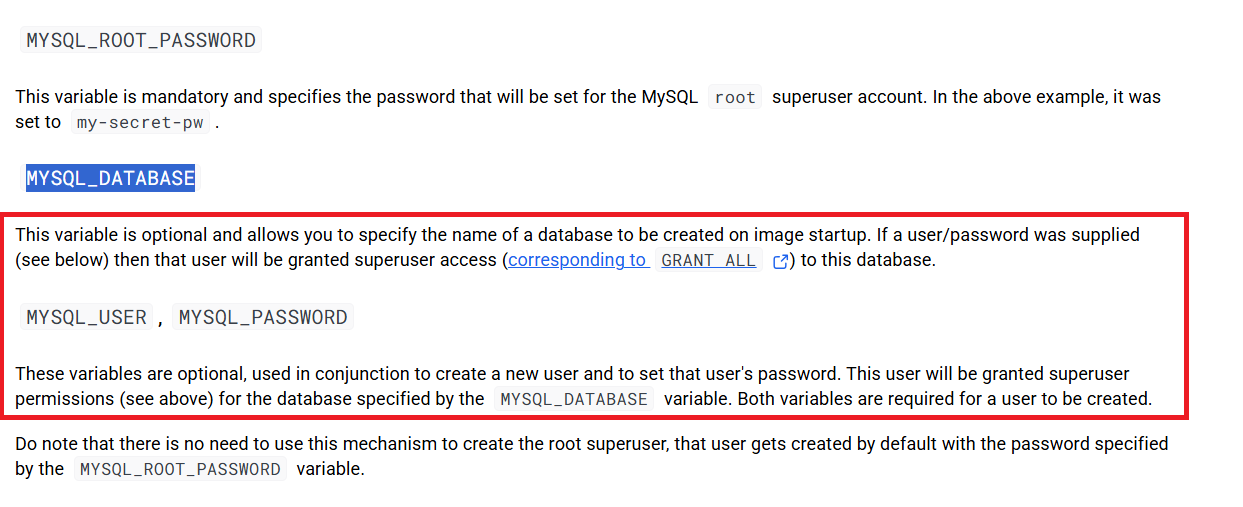 MYSQL_ROOT_PASSWORD
This variable is mandatory and specifies the password that will be set for the MySQL root superuser account. In the above example, it was
set to my-secret-pw .
MYSQL_DATABASE
This variable is optional and allows you to specify the name of a database to be created on image startup. If a user/password was supplied
(see below) then that user will be granted superuser access (corresponding to GRANT ALL ) to this database.
MYSQL_USER , MYSQL_PASSWORD
These variables are optional, used in conjunction to create a new user and to set that user's password. This user will be granted superuser
permissions (see above) for the database specified by the MYSQL_DATABASE variable. Both variables are required for a user to be created.
Do note that there is no need to use this mechanism to create the root superuser, that user gets created by default with the password specified
by the MYSQL_ROOT_PASSWORD variable.